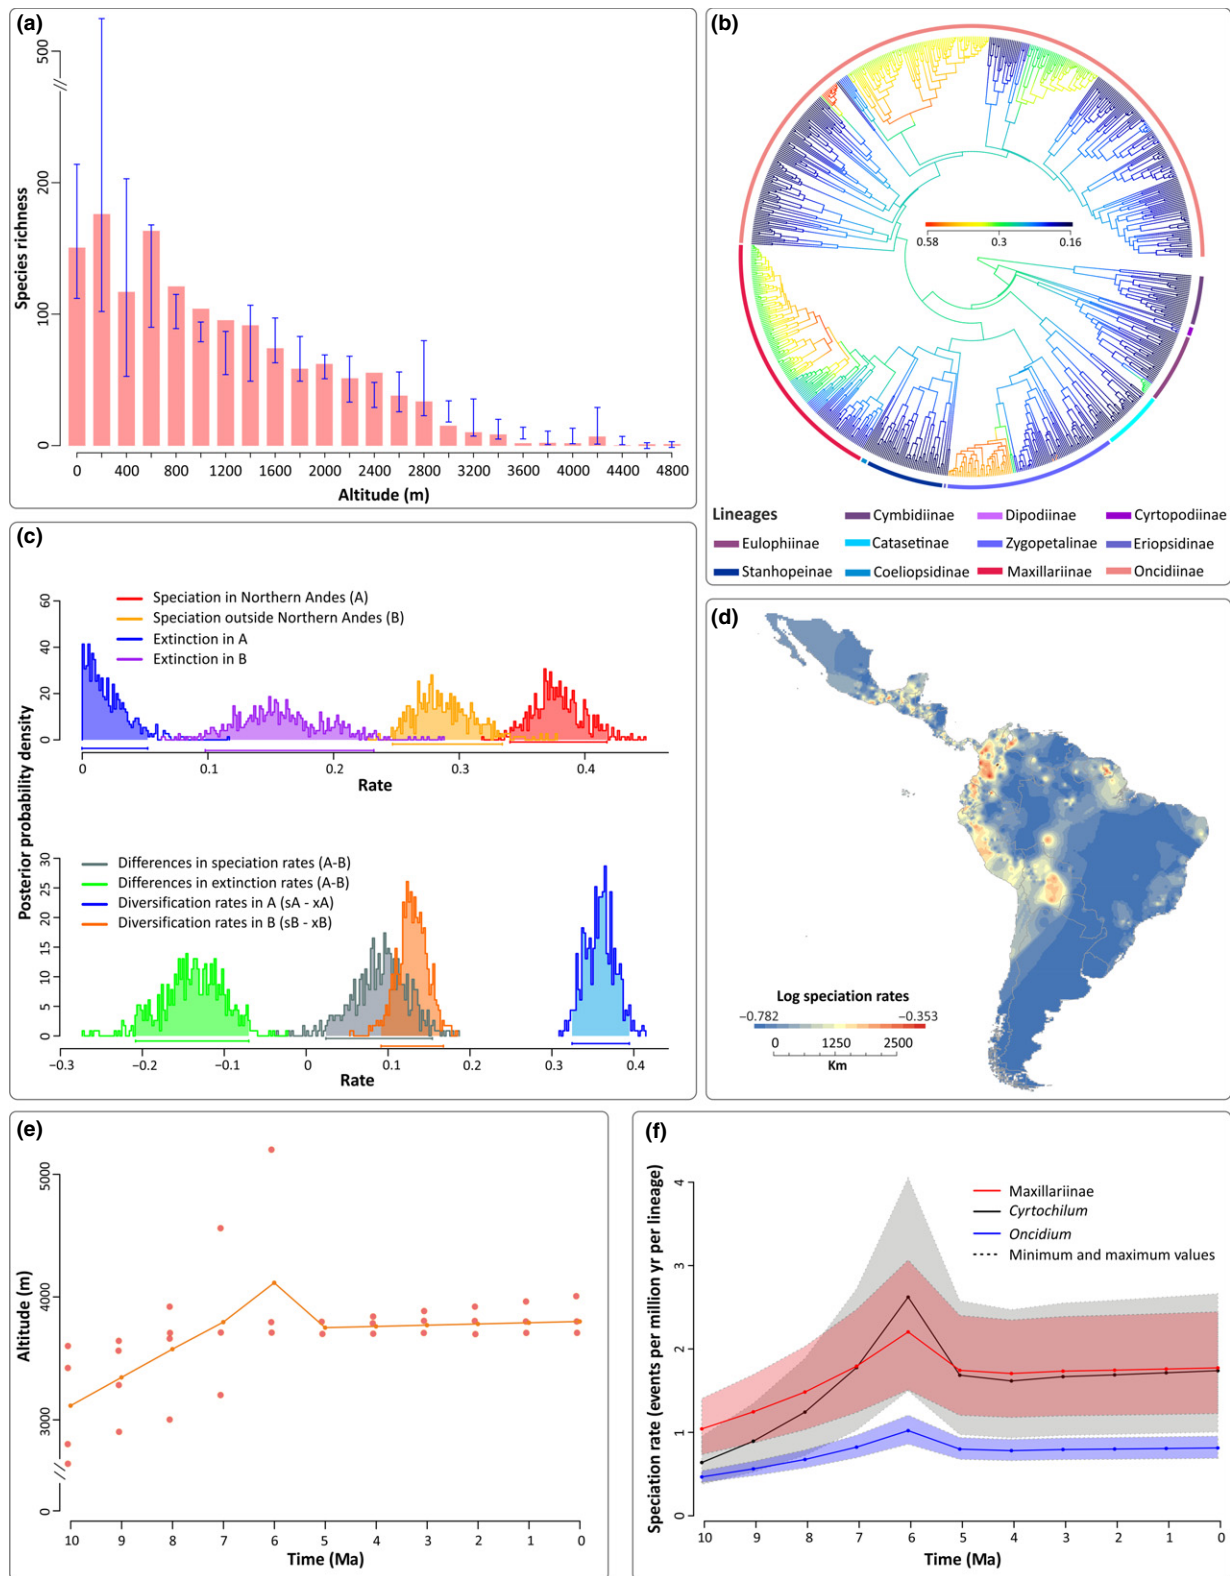 (a)
Species richness
500
200
100
0
0 400 800 1200 1600 2000 2400 2800 3200 3600 4000 4400 4800
Altitude (m)
(b)
0.58 0.3 0.16
Lineages
Cymbidiinae
Dipodiinae
Cyrtopodiinae
Eulophiinae
Catasetinae
Zygopetalinae
Eriopsidinae
Stanhopeinae
Coeliopsidinae
Maxillariinae
Oncidiinae
(c)
Posterior probability density
60
40
20
0
Speciation in Northern Andes (A)
Speciation outside Northern Andes (B)
Extinction in A
Extinction in B
0 0.1 0.2 0.3 0.4
Rate
30
25
20
15
10
5
0
Differences in speciation rates (A-B)
Differences in extinction rates (A-B)
Diversification rates in A (sA - xA)
Diversification rates in B (sB - xB)
−0.3 −0.2 −0.1 0 0.1 0.2 0.3 0.4
Rate
(d)
Log speciation rates
−0.782 −0.353
0 1250 2500
Km
(e)
Altitude (m)
5000
4000
3000
0
10 9 8 7 6 5 4 3 2 1 0
Time (Ma)
(f)
Speciation rate (events per million yr per lineage)
4
3
2
1
0
Maxillariinae
Cyrtochilum
Oncidium
Minimum and maximum values
10 9 8 7 6 5 4 3 2 1 0
Time (Ma)